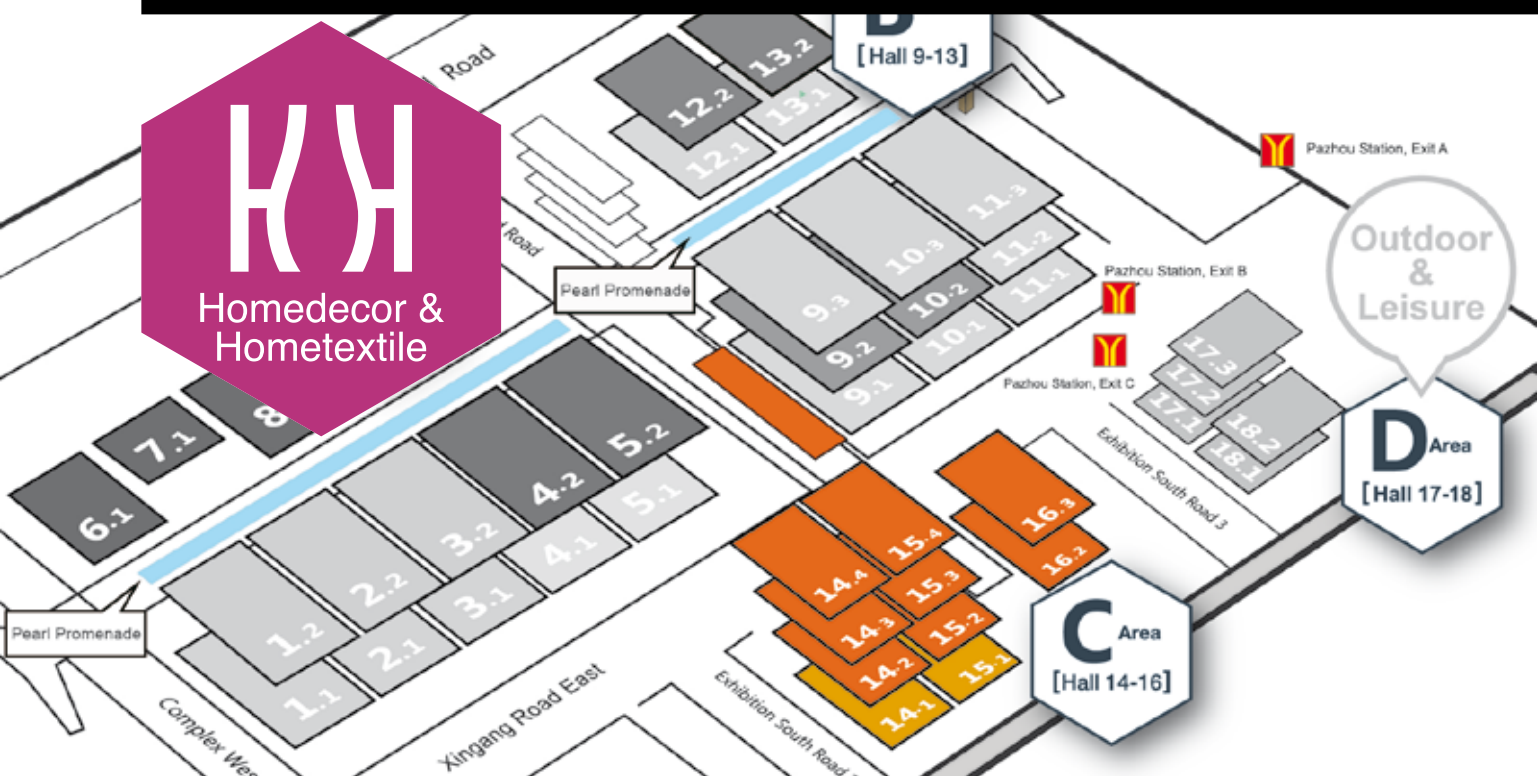 Road
B
[Hall 9-13]
13.2
12.2
13.1
12.1
Pazhou Station, Exit A
11.3
Road
11.2
10.3
Outdoor
&
Leisure
Pazhou Station, Exit B
11.1
Pearl Promenade
10.2
9.3
Homedecor &
Hometextile
10.1
9.2
17.3
Pazhou Station, Exit C
9.1
17.2
17.1
8
7.1
5.2
18.2
18.1
D Area
[Hall 17-18]
Exhibition South Road 3
4.2
5.1
6.1
16.3
3.2
4.1
15.4
16.2
2.2
3.1
14.4
15.3
1.2
2.1
14.3
15.2
Pearl Promenade
C Area
[Hall 14-16]
14.2
15.1
1.1
14.1
Xingang Road East
Exhibition South Road
Complex Wes